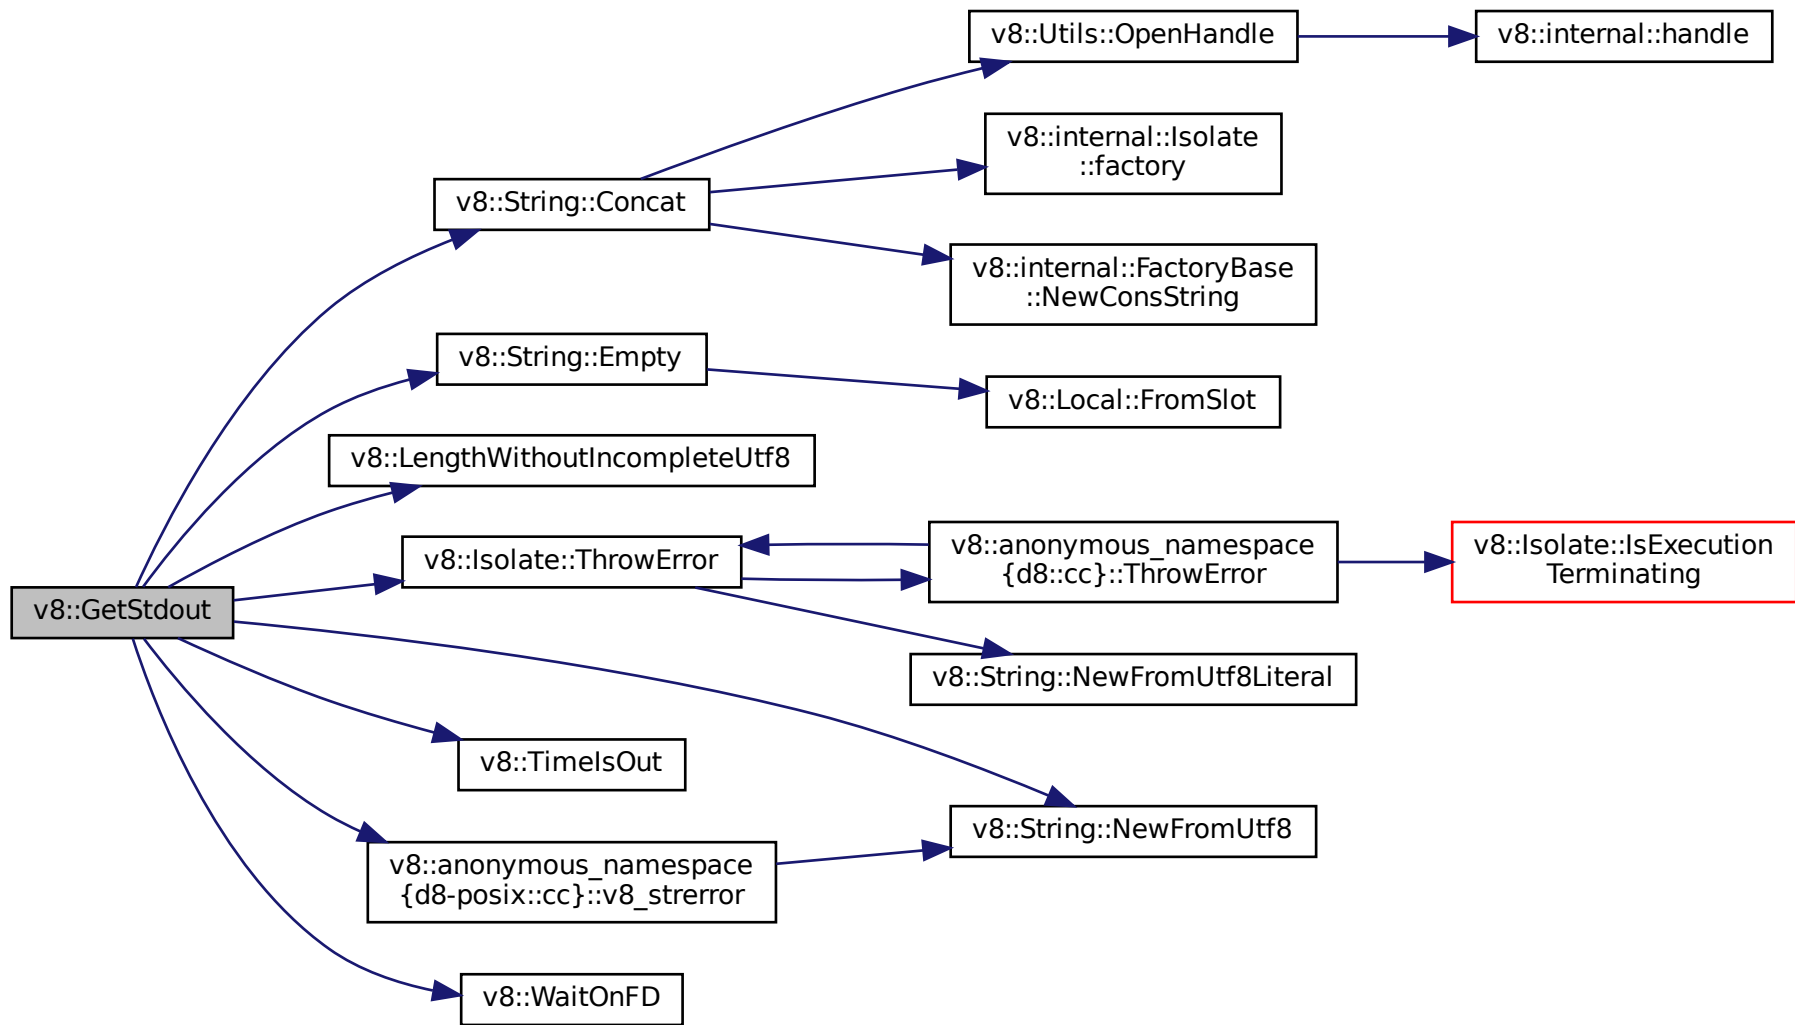 v8::Utils::OpenHandle
v8::internal::handle
v8::internal::Isolate
::factory
v8::String::Concat
v8::internal::FactoryBase
::NewConsString
v8::String::Empty
v8::Local::FromSlot
v8::LengthWithoutIncompleteUtf8
v8::Isolate::ThrowError
v8::anonymous_namespace
{d8::cc}::ThrowError
v8::Isolate::IsExecution
Terminating
v8::GetStdout
v8::String::NewFromUtf8Literal
v8::TimeIsOut
v8::String::NewFromUtf8
v8::anonymous_namespace
{d8-posix::cc}::v8_strerror
v8::WaitOnFD